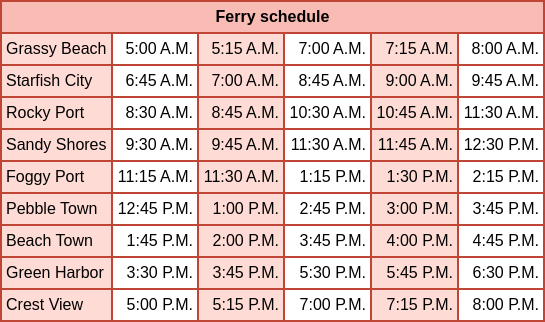 Ferry schedule
Grassy Beach 5:00 A.M. 5:15 A.M. 7:00 A.M. 7:15 A.M. 8:00 A.M.
Starfish City 6:45 A.M. 7:00 A.M. 8:45 A.M. 9:00 A.M. 9:45 A.M.
Rocky Port 8:30 A.M. 8:45 A.M. 10:30 A.M. 10:45 A.M. 11:30 A.M.
Sandy Shores 9:30 A.M. 9:45 A.M. 11:30 A.M. 11:45 A.M. 12:30 P.M.
Foggy Port 11:15 A.M. 11:30 A.M. 1:15 P.M. 1:30 P.M. 2:15 P.M.
Pebble Town 12:45 P.M. 1:00 P.M. 2:45 P.M. 3:00 P.M. 3:45 P.M.
Beach Town 1:45 P.M. 2:00 P.M. 3:45 P.M. 4:00 P.M. 4:45 P.M.
Green Harbor 3:30 P.M. 3:45 P.M. 5:30 P.M. 5:45 P.M. 6:30 P.M.
Crest View 5:00 P.M. 5:15 P.M. 7:00 P.M. 7:15 P.M. 8:00 P.M.